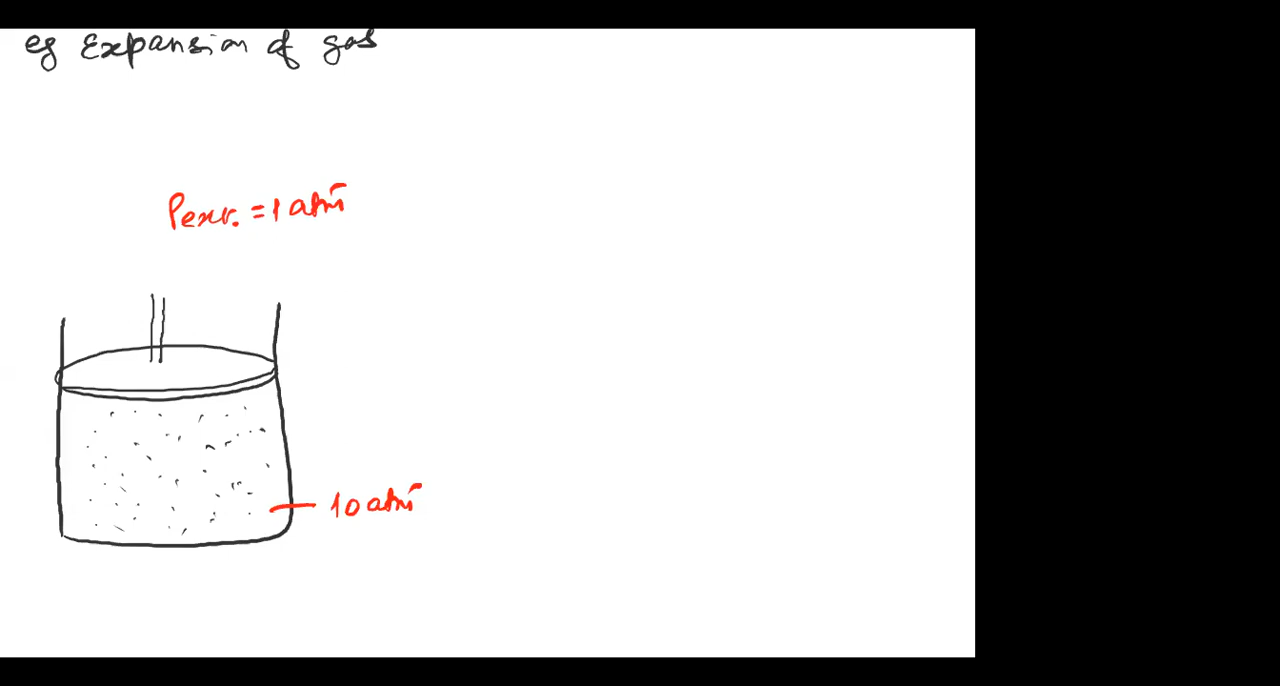 eg Expansion of gas
Pext. = 1 atm
10 atm